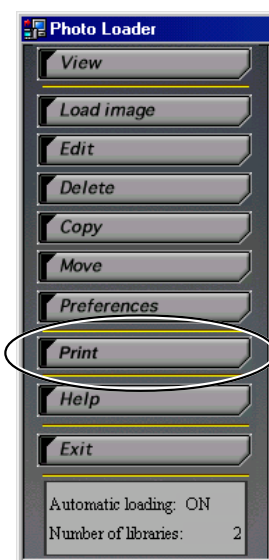 Photo Loader
View
Load image
Edit
Delete
Copy
Move
Preferences
Print
Help
Exit
Automatic loading: ON
Number of libraries: 2